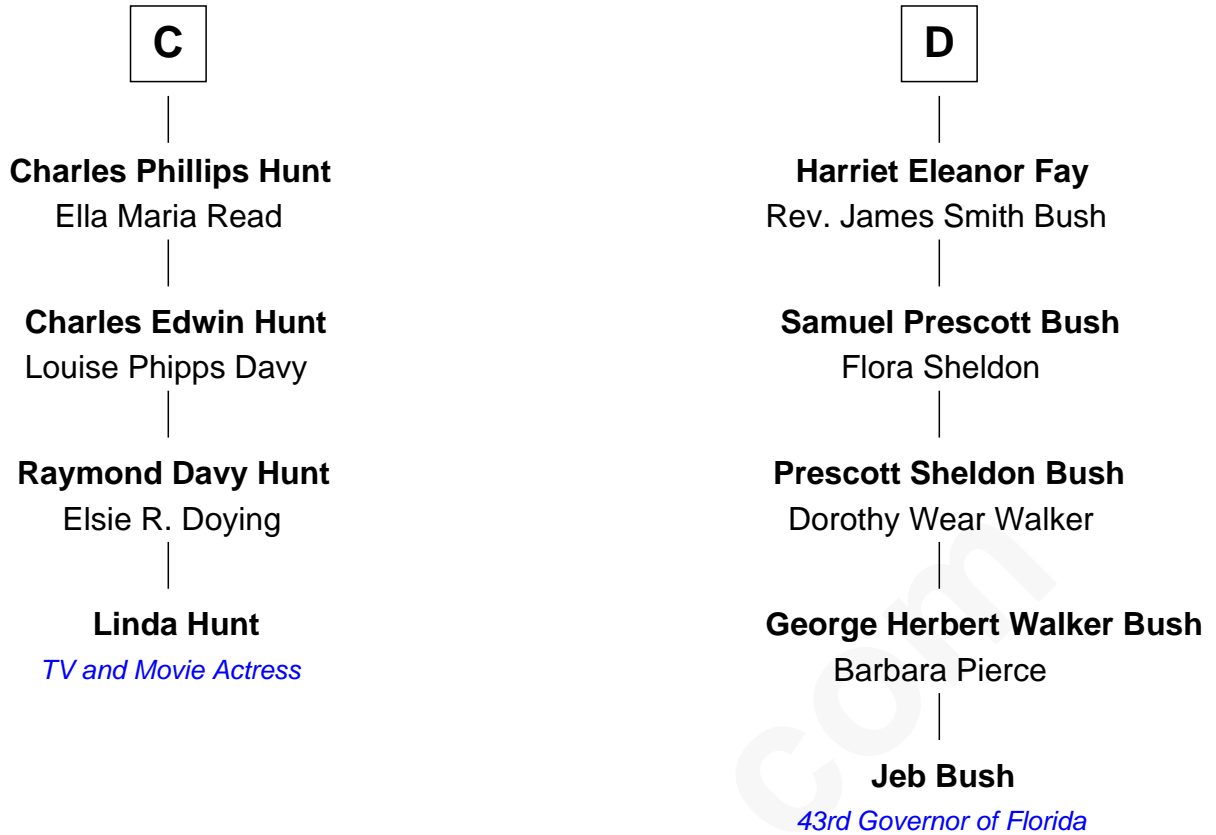 C
Charles Phillips Hunt
Ella Maria Read
Charles Edwin Hunt
Louise Phipps Davy
Raymond Davy Hunt
Elsie R. Doying
Linda Hunt
TV and Movie Actress
D
Harriet Eleanor Fay
Rev. James Smith Bush
Samuel Prescott Bush
Flora Sheldon
Prescott Sheldon Bush
Dorothy Wear Walker
George Herbert Walker Bush
Barbara Pierce
Jeb Bush
43rd Governor of Florida
com